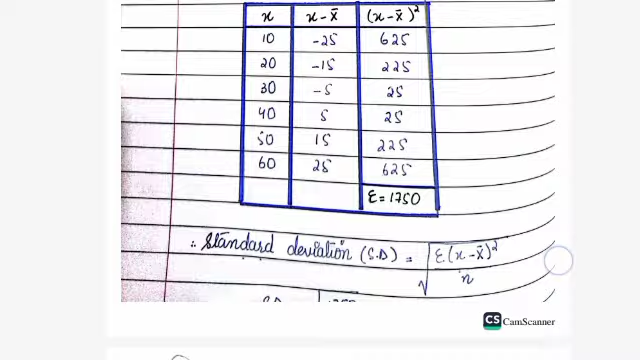 x x-x̄ (x-x̄)²
10 -25 625
20 -15 225
30 -5 25
40 5 25
50 15 225
60 25 625
Σ=1750
∴ Standard deviation (S.D) = √Σ(x-x̄)²
n
CS CamScanner